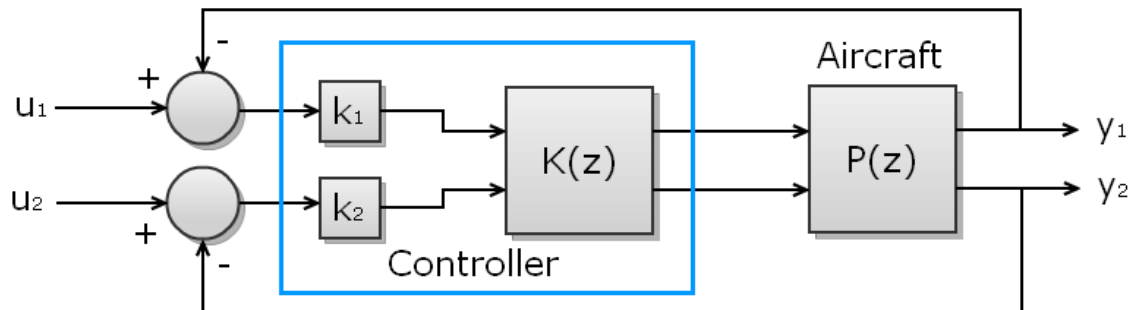 -
Aircraft
+
u₁
k₁
K(z)
P(z)
y₁
u₂
k₂
y₂
+
-
Controller